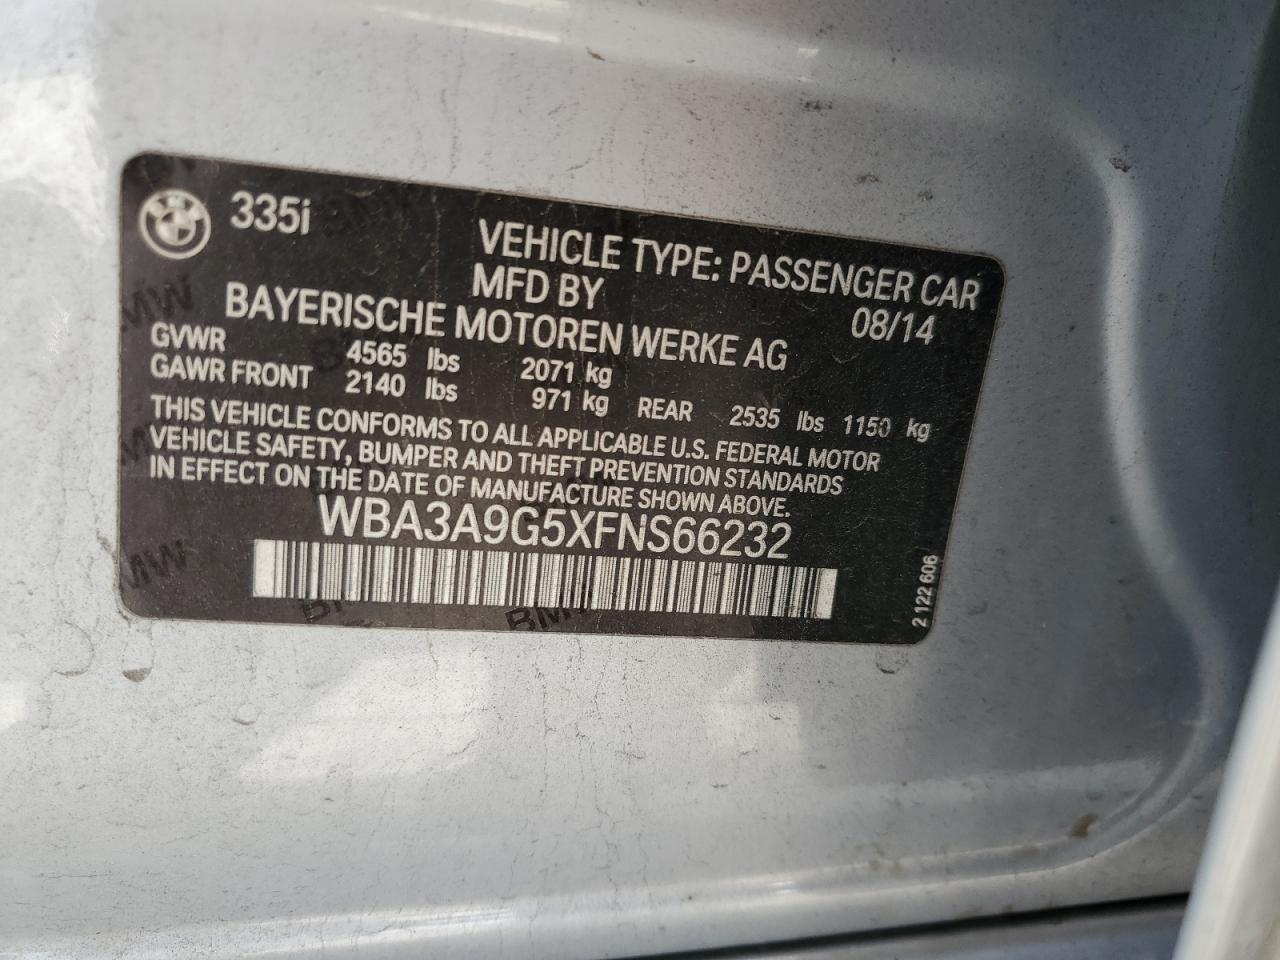 BMW 335i
VEHICLE TYPE: PASSENGER CAR
MFD BY 08/14
BAYERISCHE MOTOREN WERKE AG
GVWR 4565 lbs 2071 kg
GAWR FRONT 2140 lbs 971 kg REAR 2535 lbs 1150 kg
THIS VEHICLE CONFORMS TO ALL APPLICABLE U.S. FEDERAL MOTOR
VEHICLE SAFETY, BUMPER AND THEFT PREVENTION STANDARDS
IN EFFECT ON THE DATE OF MANUFACTURE SHOWN ABOVE.
WBA3A9G5XFNS66232
2 122 606